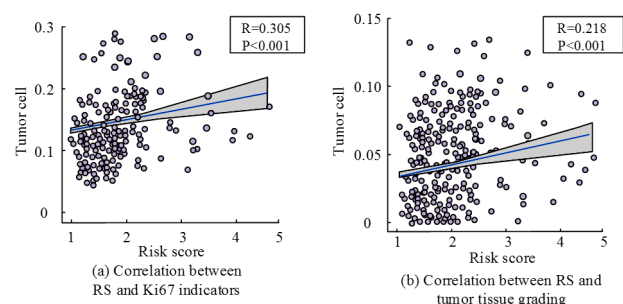 0.3
0.2
0.1
0
Tumor cell
R=0.305
P<0.001
1 2 3 4 5
Risk score
(a) Correlation between
RS and Ki67 indicators
0.15
0.10
0.05
0
Tumor cell
R=0.218
P<0.001
1 2 3 4 5
Risk score
(b) Correlation between RS and
tumor tissue grading